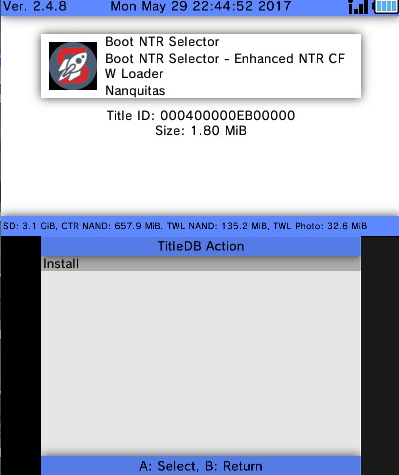 Ver. 2.4.8 Mon May 29 22:44:52 2017
Boot NTR Selector
Boot NTR Selector - Enhanced NTR CF
W Loader
Nanquitas
Title ID: 000400000EB00000
Size: 1.80 MiB
SD: 3.1 GiB, CTR NAND: 657.9 MiB, TWL NAND: 135.2 MiB, TWL Photo: 32.6 MiB
TitleDB Action
Install
A: Select, B: Return